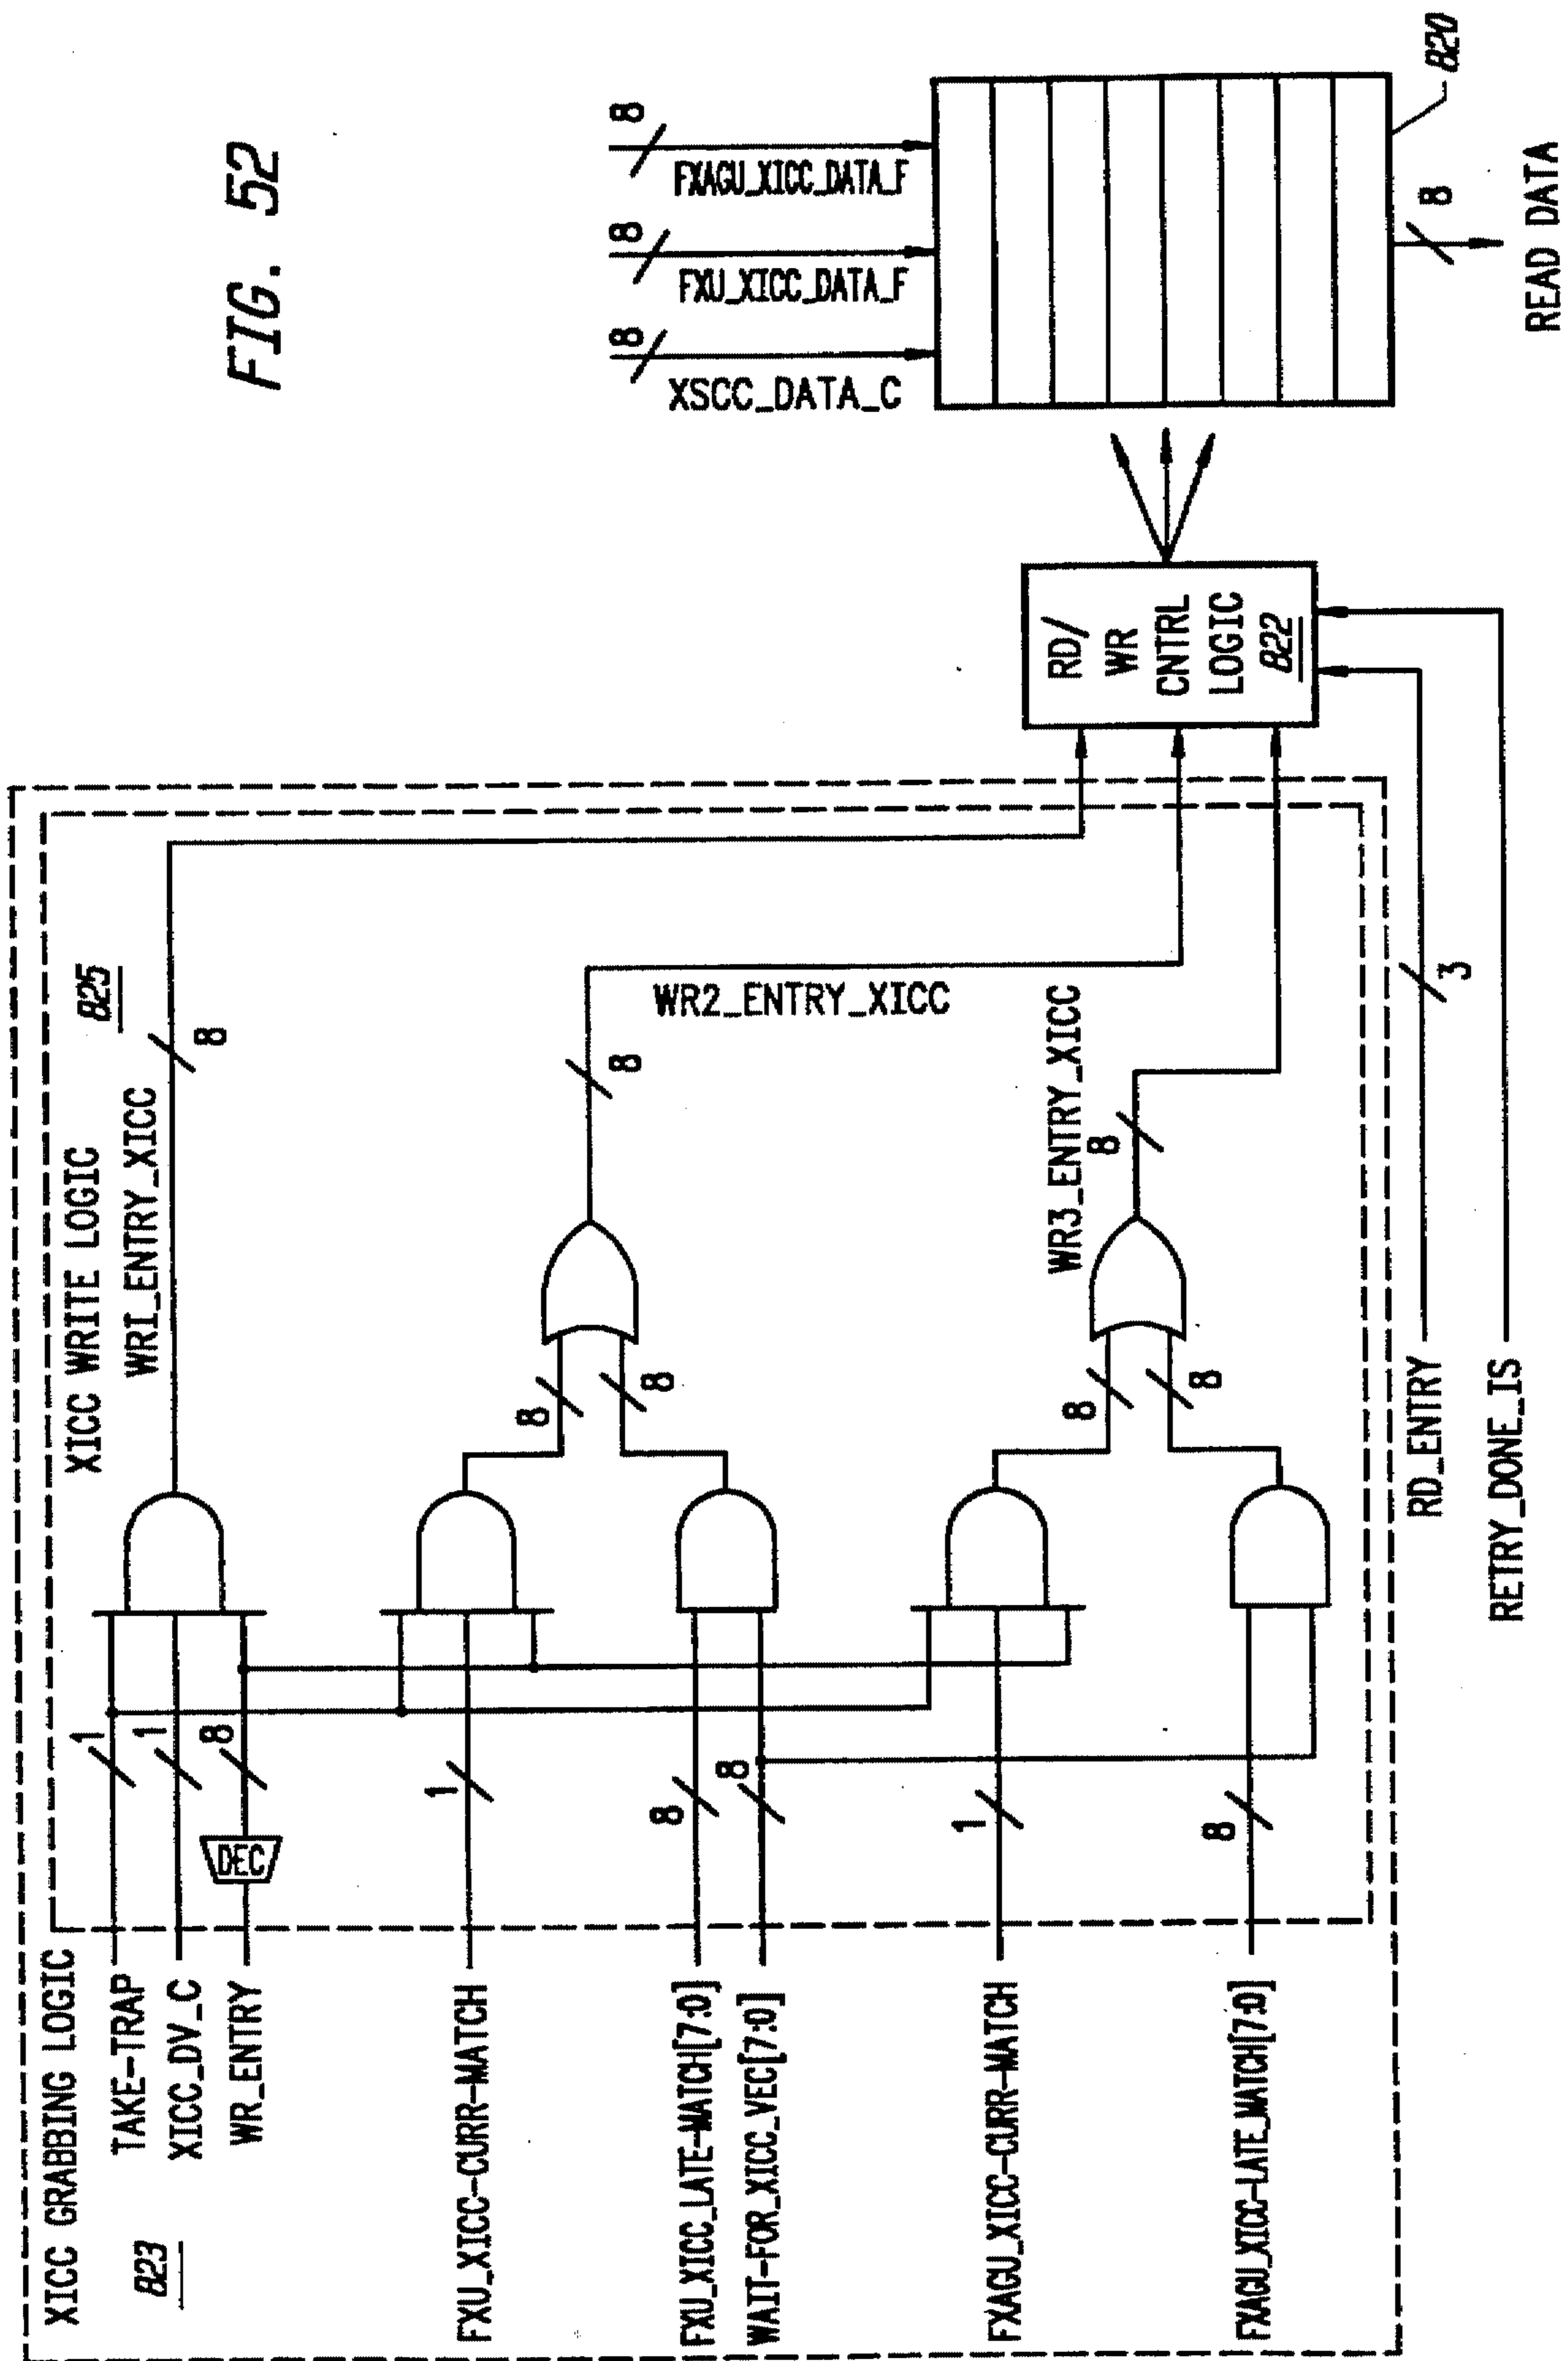 FIG. 52
XICC GRABBING LOGIC
823
TAKE-TRAP
XICC_DV_C
WR_ENTRY
FXU_XICC-CURR-MATCH
FXU_XICC_LATE-MATCH[7:0]
WAIT-FOR_XICC_VEC[7:0]
FXAGU_XICC-CURR-MATCH
FXAGU_XICC-LATE_MATCH[7:0]
1
1
8
DEC
1
8
8
1
8
XICC WRITE LOGIC
825
WRI_ENTRY_XICC
8
8
8
8
WR2_ENTRY_XICC
8
8
WR3_ENTRY_XICC
8
RD_ENTRY
3
RETRY_DONE_IS
RD/
WR
CNTRL
LOGIC
822
XSCC_DATA_C
8
FXU_XICC_DATA_F
8
FXAGU_XICC_DATA_F
8
820
8
READ DATA